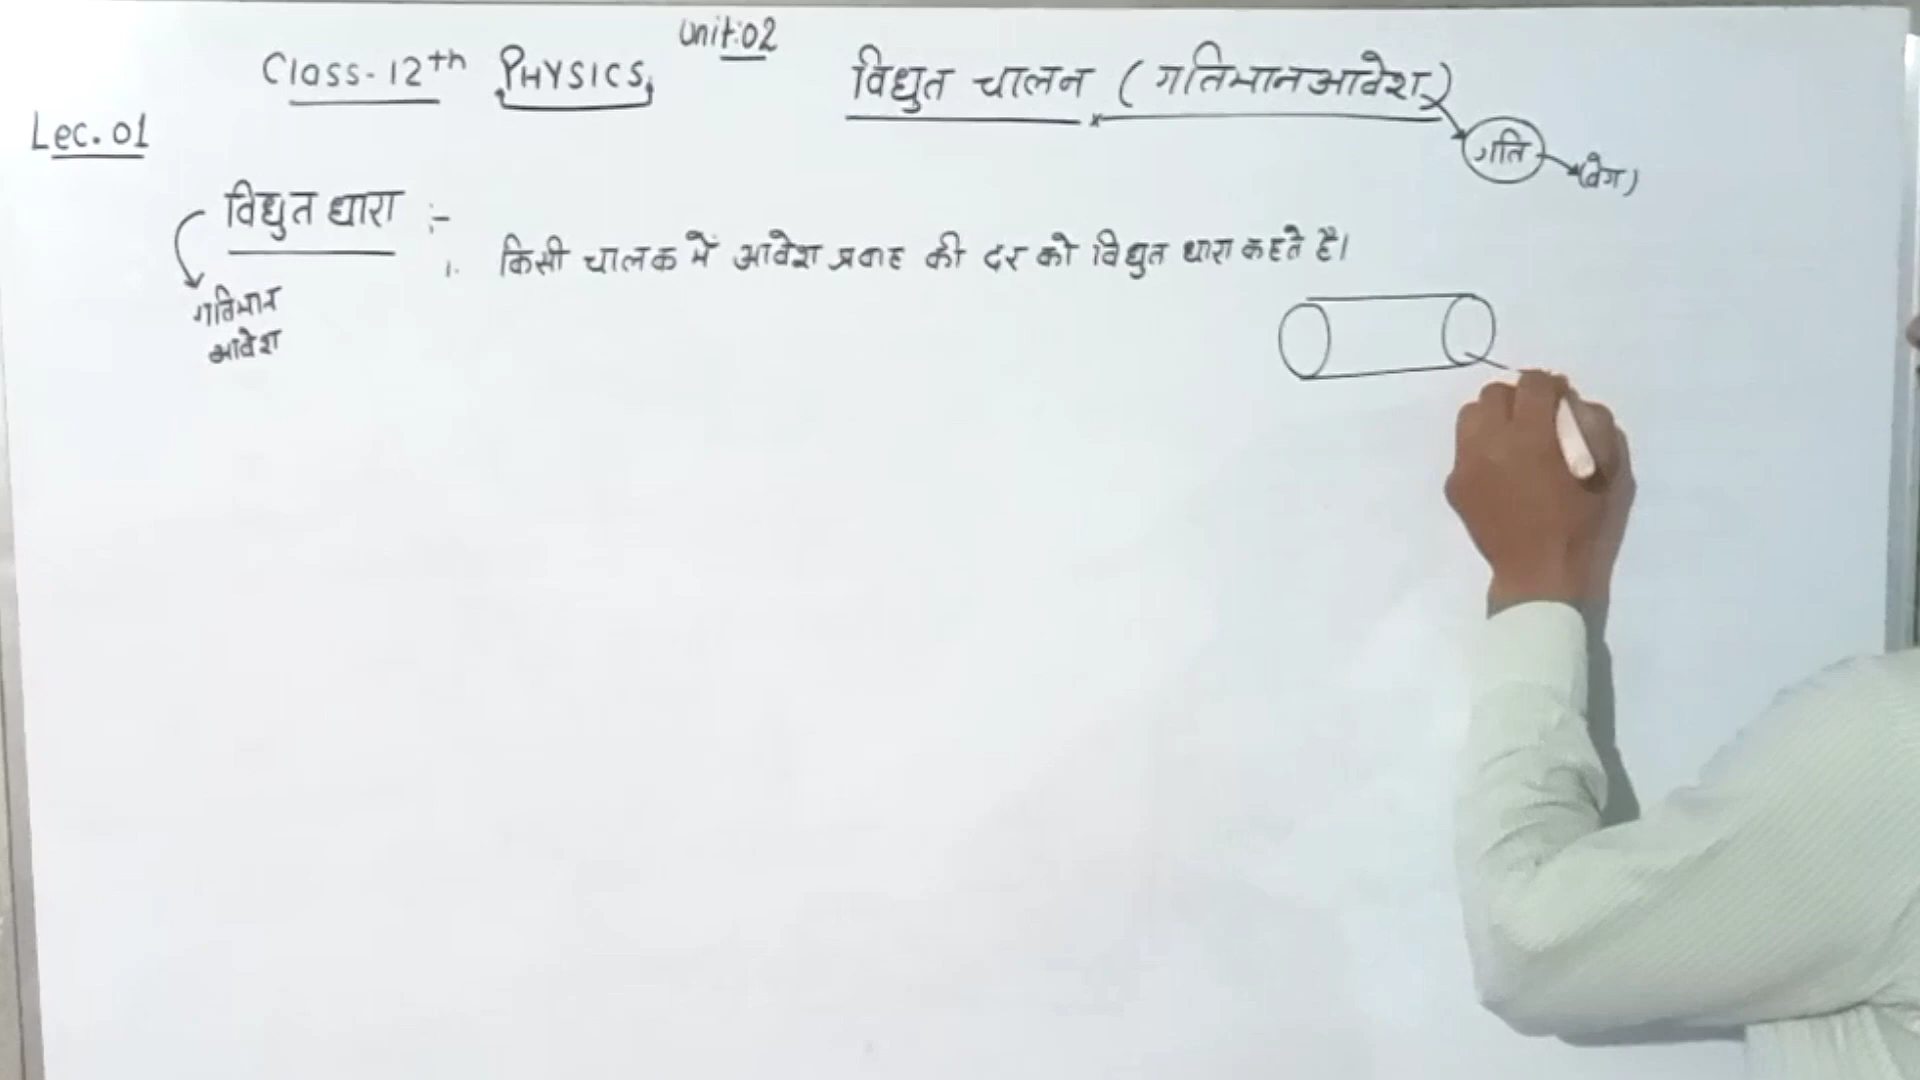 Unit:02
Class-12th PHYSICS
विधुत चालन (गतिमान आवेश)
Lec. 01
गति
(वेग)
विधुत धारा :-
गतिमान
आवेश
1. किसी चालक में आवेश प्रवाह की दर को विधुत धारा कहते है।